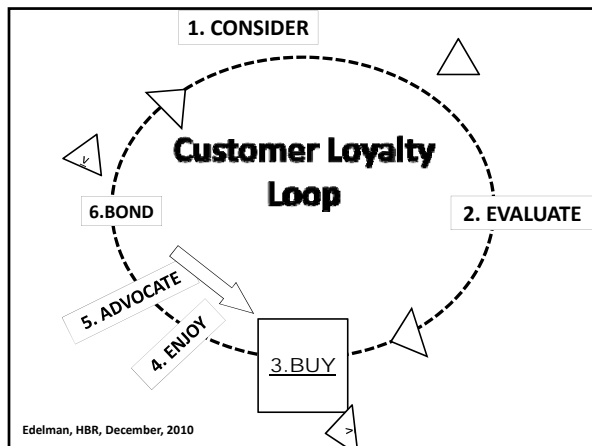 1. CONSIDER
Customer Loyalty
Loop
2. EVALUATE
6.BOND
5. ADVOCATE
4. ENJOY
3.BUY
Edelman, HBR, December, 2010